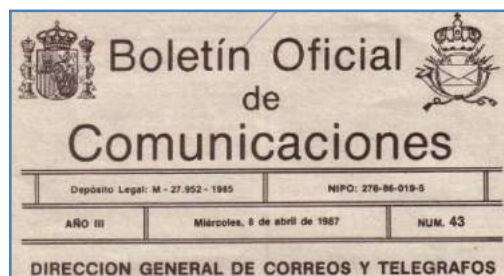 Boletín Oficial
de
Comunicaciones
Depósito Legal: M - 27.952 - 1985 NIPO: 276-86-019-5
AÑO III Miércoles, 8 de abril de 1987 NUM. 43
DIRECCION GENERAL DE CORREOS Y TELEGRAFOS